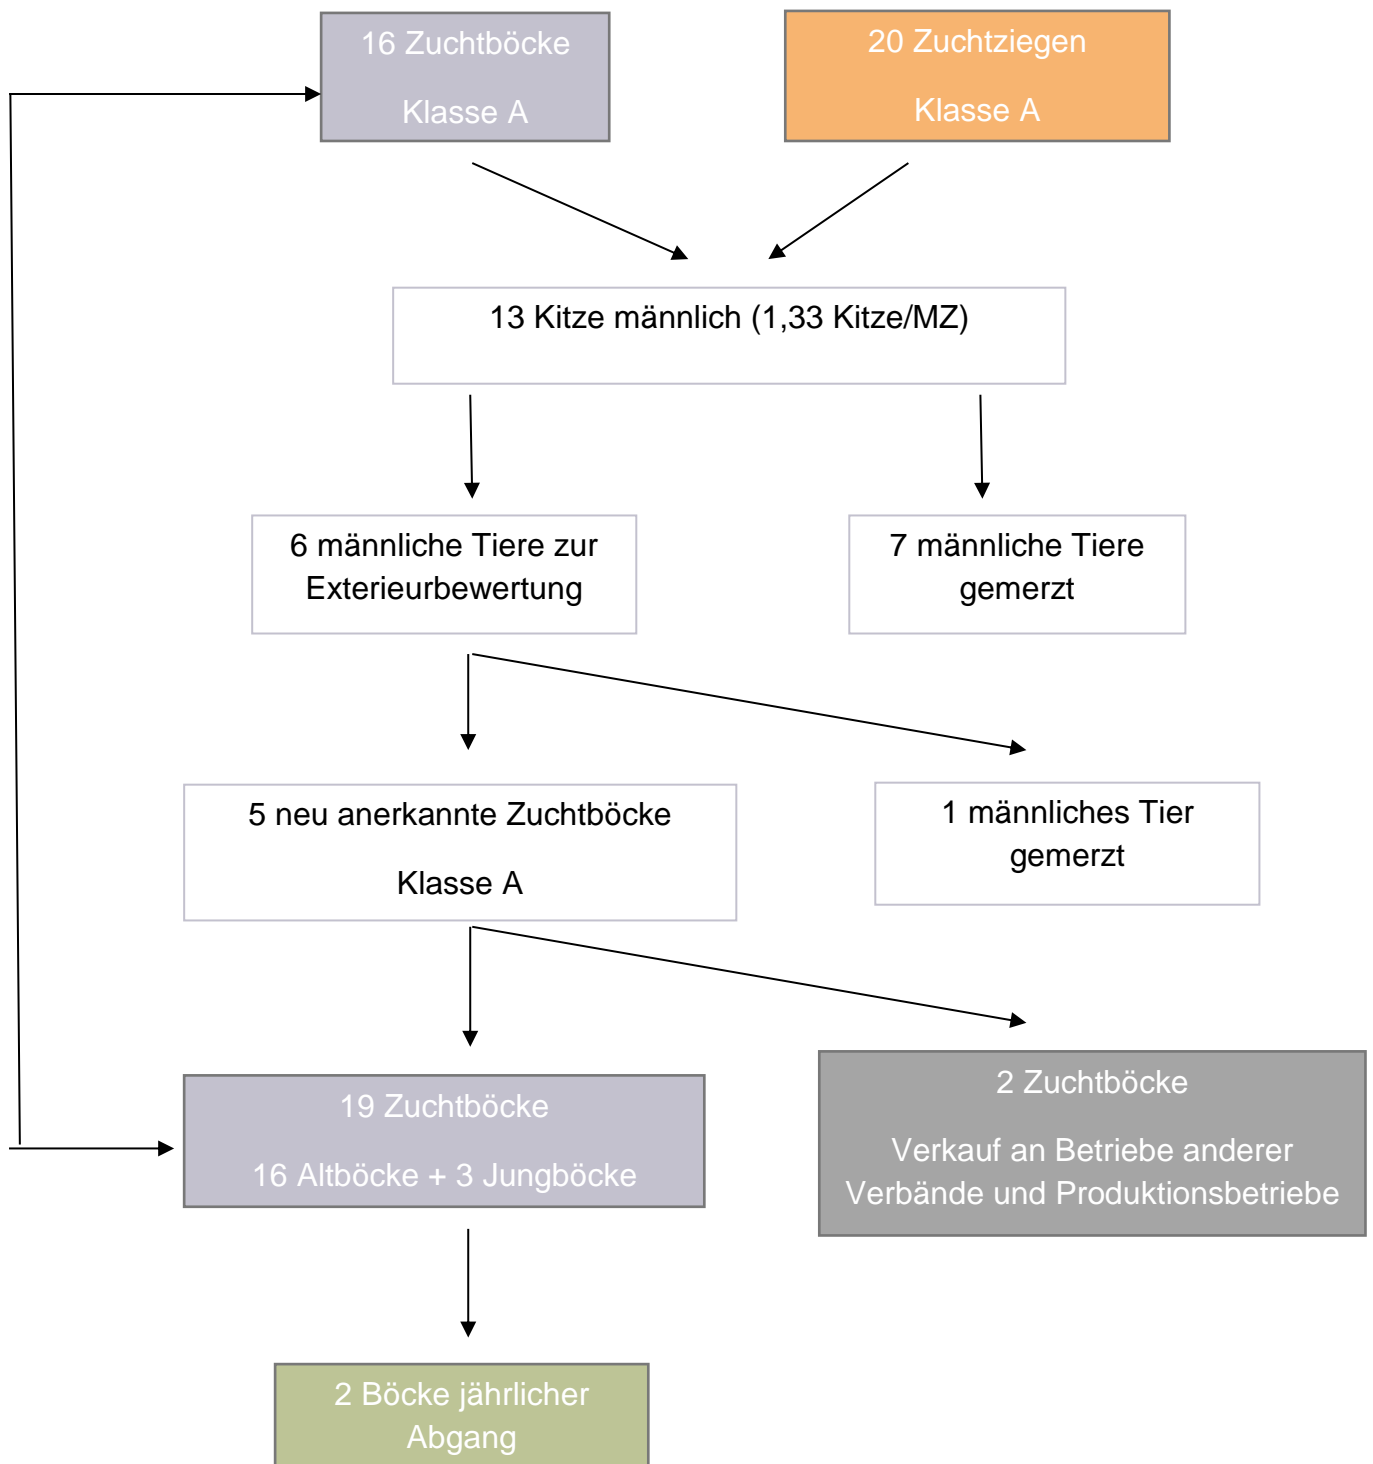 16 Zuchtböcke
Klasse A
20 Zuchtziegen
Klasse A
13 Kitze männlich (1,33 Kitze/MZ)
6 männliche Tiere zur
Exterieurbewertung
7 männliche Tiere
gemerzt
5 neu anerkannte Zuchtböcke
Klasse A
1 männliches Tier
gemerzt
19 Zuchtböcke
16 Altböcke + 3 Jungböcke
2 Zuchtböcke
Verkauf an Betriebe anderer
Verbände und Produktionsbetriebe
2 Böcke jährlicher
Abgang